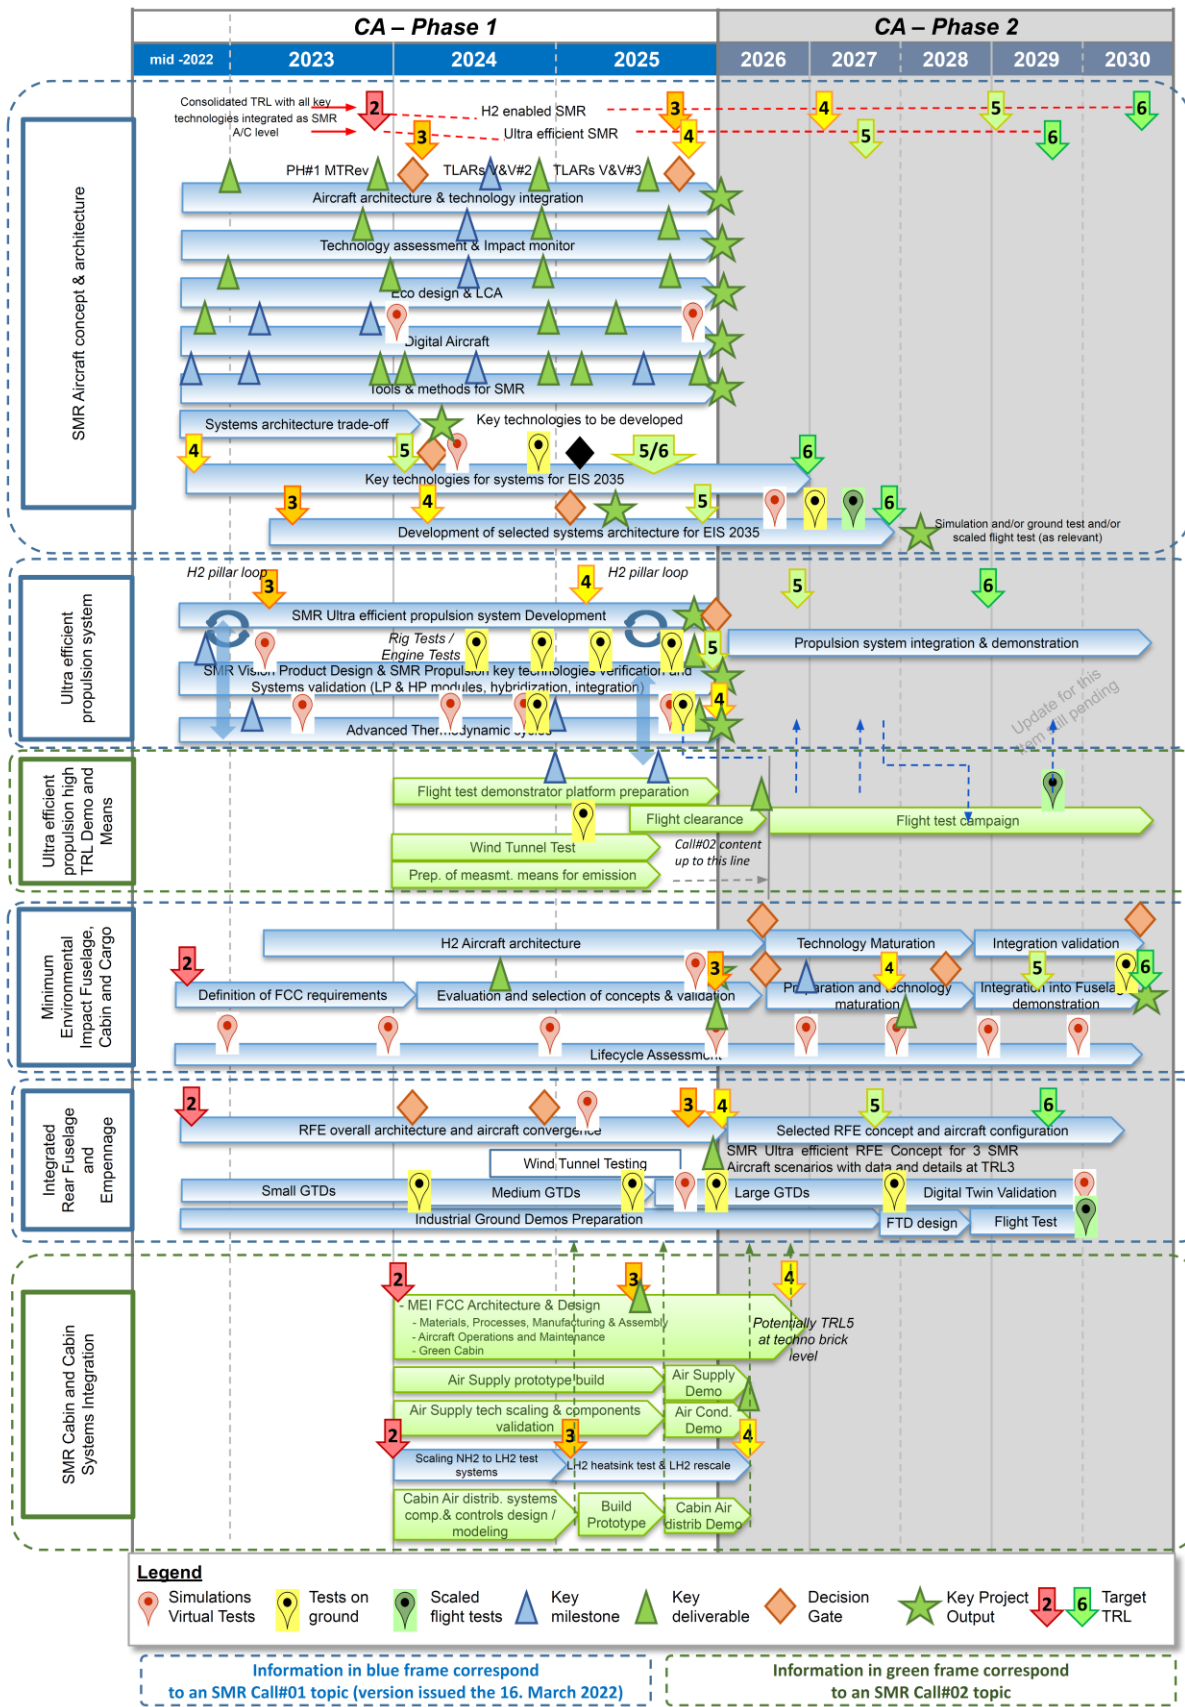 CA – Phase 1
CA – Phase 2
mid -2022
2023
2024
2025
2026
2027
2028
2029
2030
SMR Aircraft concept & architecture
Consolidated TRL with all key
technologies integrated as SMR
A/C level
2
H2 enabled SMR
3
4
5
6
3
Ultra efficient SMR
4
5
6
PH#1 MTRev
TLARs V&V#2
TLARs V&V#3
Aircraft architecture & technology integration
Technology assessment & Impact monitor
Eco design & LCA
Digital Aircraft
Tools & methods for SMR
Systems architecture trade-off
Key technologies to be developed
4
5
5/6
6
Key technologies for systems for EIS 2035
3
4
5
6
Development of selected systems architecture for EIS 2035
Simulation and/or ground test and/or
scaled flight test (as relevant)
Ultra efficient
propulsion system
H2 pillar loop
H2 pillar loop
3
4
5
6
SMR Ultra efficient propulsion system Development
Rig Tests /
Engine Tests
5
Propulsion system integration & demonstration
SMR Vision Product Design & SMR Propulsion key technologies verification and
Systems validation (LP & HP modules, hybridization, integration)
4
Advanced Thermodynamic cycles
Update for this
item still pending
Ultra efficient
propulsion high
TRL Demo and
Means
Flight test demonstrator platform preparation
Flight clearance
Flight test campaign
Wind Tunnel Test
Call#02 content
up to this line
Prep. of measmt. means for emission
Minimum
Environmental
Impact Fuselage,
Cabin and Cargo
H2 Aircraft architecture
Technology Maturation
Integration validation
2
3
4
5
6
Definition of FCC requirements
Evaluation and selection of concepts & validation
Preparation and technology
maturation
Integration into Fuselage
demonstration
Lifecycle Assessment
Integrated
Rear Fuselage
and
Empennage
2
3
4
5
6
RFE overall architecture and aircraft convergence
Selected RFE concept and aircraft configuration
Wind Tunnel Testing
SMR Ultra efficient RFE Concept for 3 SMR
Aircraft scenarios with data and details at TRL3
Small GTDs
Medium GTDs
Large GTDs
Digital Twin Validation
Industrial Ground Demos Preparation
FTD design
Flight Test
SMR Cabin and Cabin
Systems Integration
2
3
4
- MEI FCC Architecture & Design
- Materials, Processes, Manufacturing & Assembly
- Aircraft Operations and Maintenance
- Green Cabin
Potentially TRL5
at techno brick
level
Air Supply prototype build
Air Supply
Demo
Air Supply tech scaling & components
validation
Air Cond.
Demo
2
3
4
Scaling NH2 to LH2 test
systems
LH2 heatsink test & LH2 rescale
Cabin Air distrib. systems
comp.& controls design /
modeling
Build
Prototype
Cabin Air
distrib Demo
Legend
Simulations
Virtual Tests
Tests on
ground
Scaled
flight tests
Key
milestone
Key
deliverable
Decision
Gate
Key Project
Output
2
6
Target
TRL
Information in blue frame correspond
to an SMR Call#01 topic (version issued the 16. March 2022)
Information in green frame correspond
to an SMR Call#02 topic